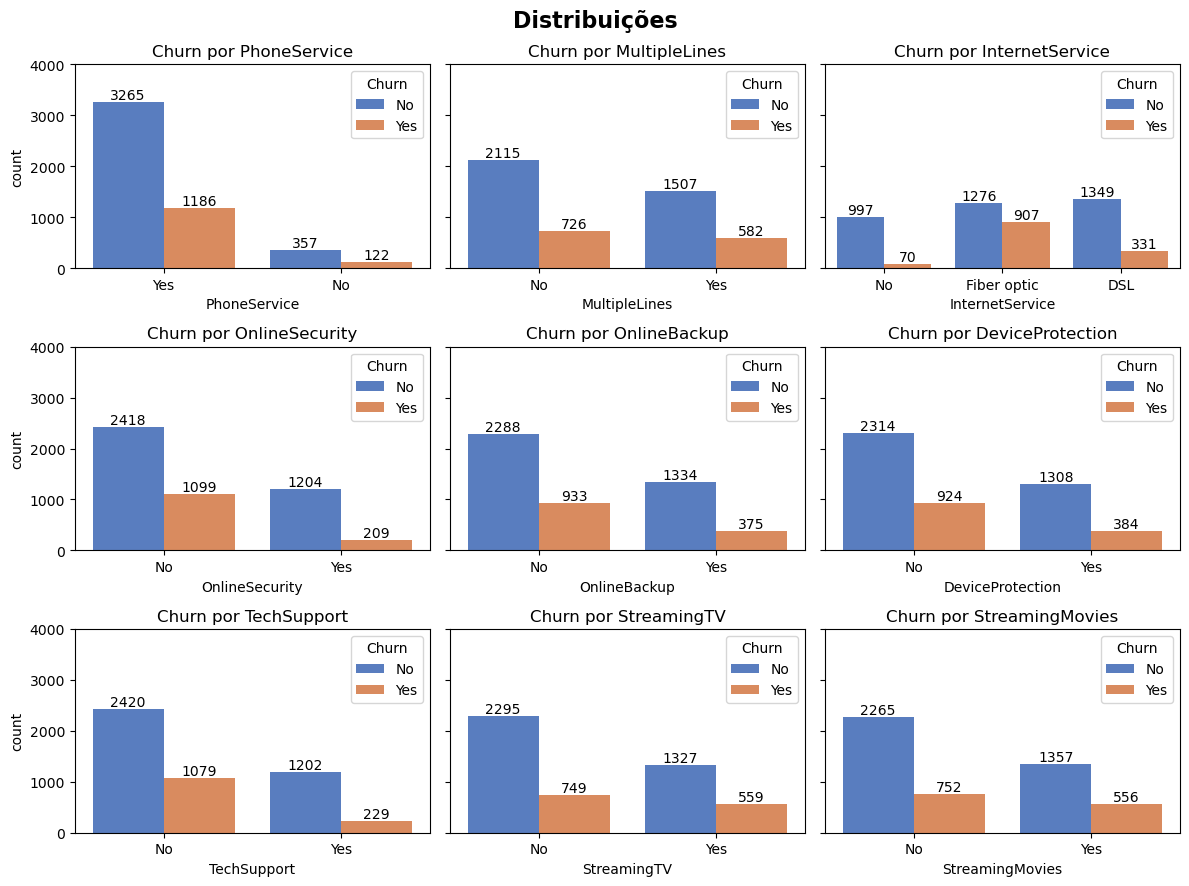 Distribuições
Churn por PhoneService
4000
3000
2000
1000
0
count
3265
1186
357
122
Churn
No
Yes
Yes No
PhoneService
Churn por MultipleLines
2115
726
1507
582
Churn
No
Yes
No Yes
MultipleLines
Churn por InternetService
997
70
1276
907
1349
331
Churn
No
Yes
No Fiber optic DSL
InternetService
Churn por OnlineSecurity
4000
3000
2000
1000
0
count
2418
1099
1204
209
Churn
No
Yes
No Yes
OnlineSecurity
Churn por OnlineBackup
2288
933
1334
375
Churn
No
Yes
No Yes
OnlineBackup
Churn por DeviceProtection
2314
924
1308
384
Churn
No
Yes
No Yes
DeviceProtection
Churn por TechSupport
4000
3000
2000
1000
0
count
2420
1079
1202
229
Churn
No
Yes
No Yes
TechSupport
Churn por StreamingTV
2295
749
1327
559
Churn
No
Yes
No Yes
StreamingTV
Churn por StreamingMovies
2265
752
1357
556
Churn
No
Yes
No Yes
StreamingMovies